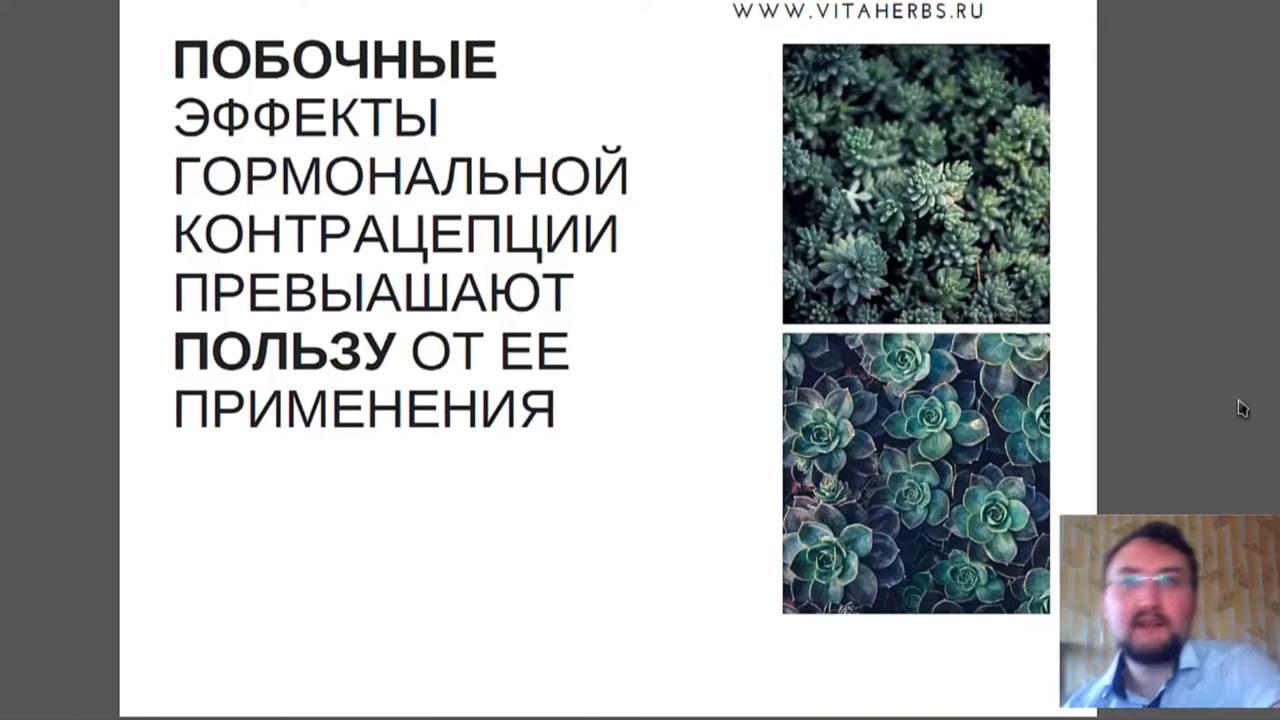 WWW.VITAHERBS.RU
ПОБОЧНЫЕ
ЭФФЕКТЫ
ГОРМОНАЛЬНОЙ
КОНТРАЦЕПЦИИ
ПРЕВЫАШАЮТ
ПОЛЬЗУ ОТ ЕЕ
ПРИМЕНЕНИЯ